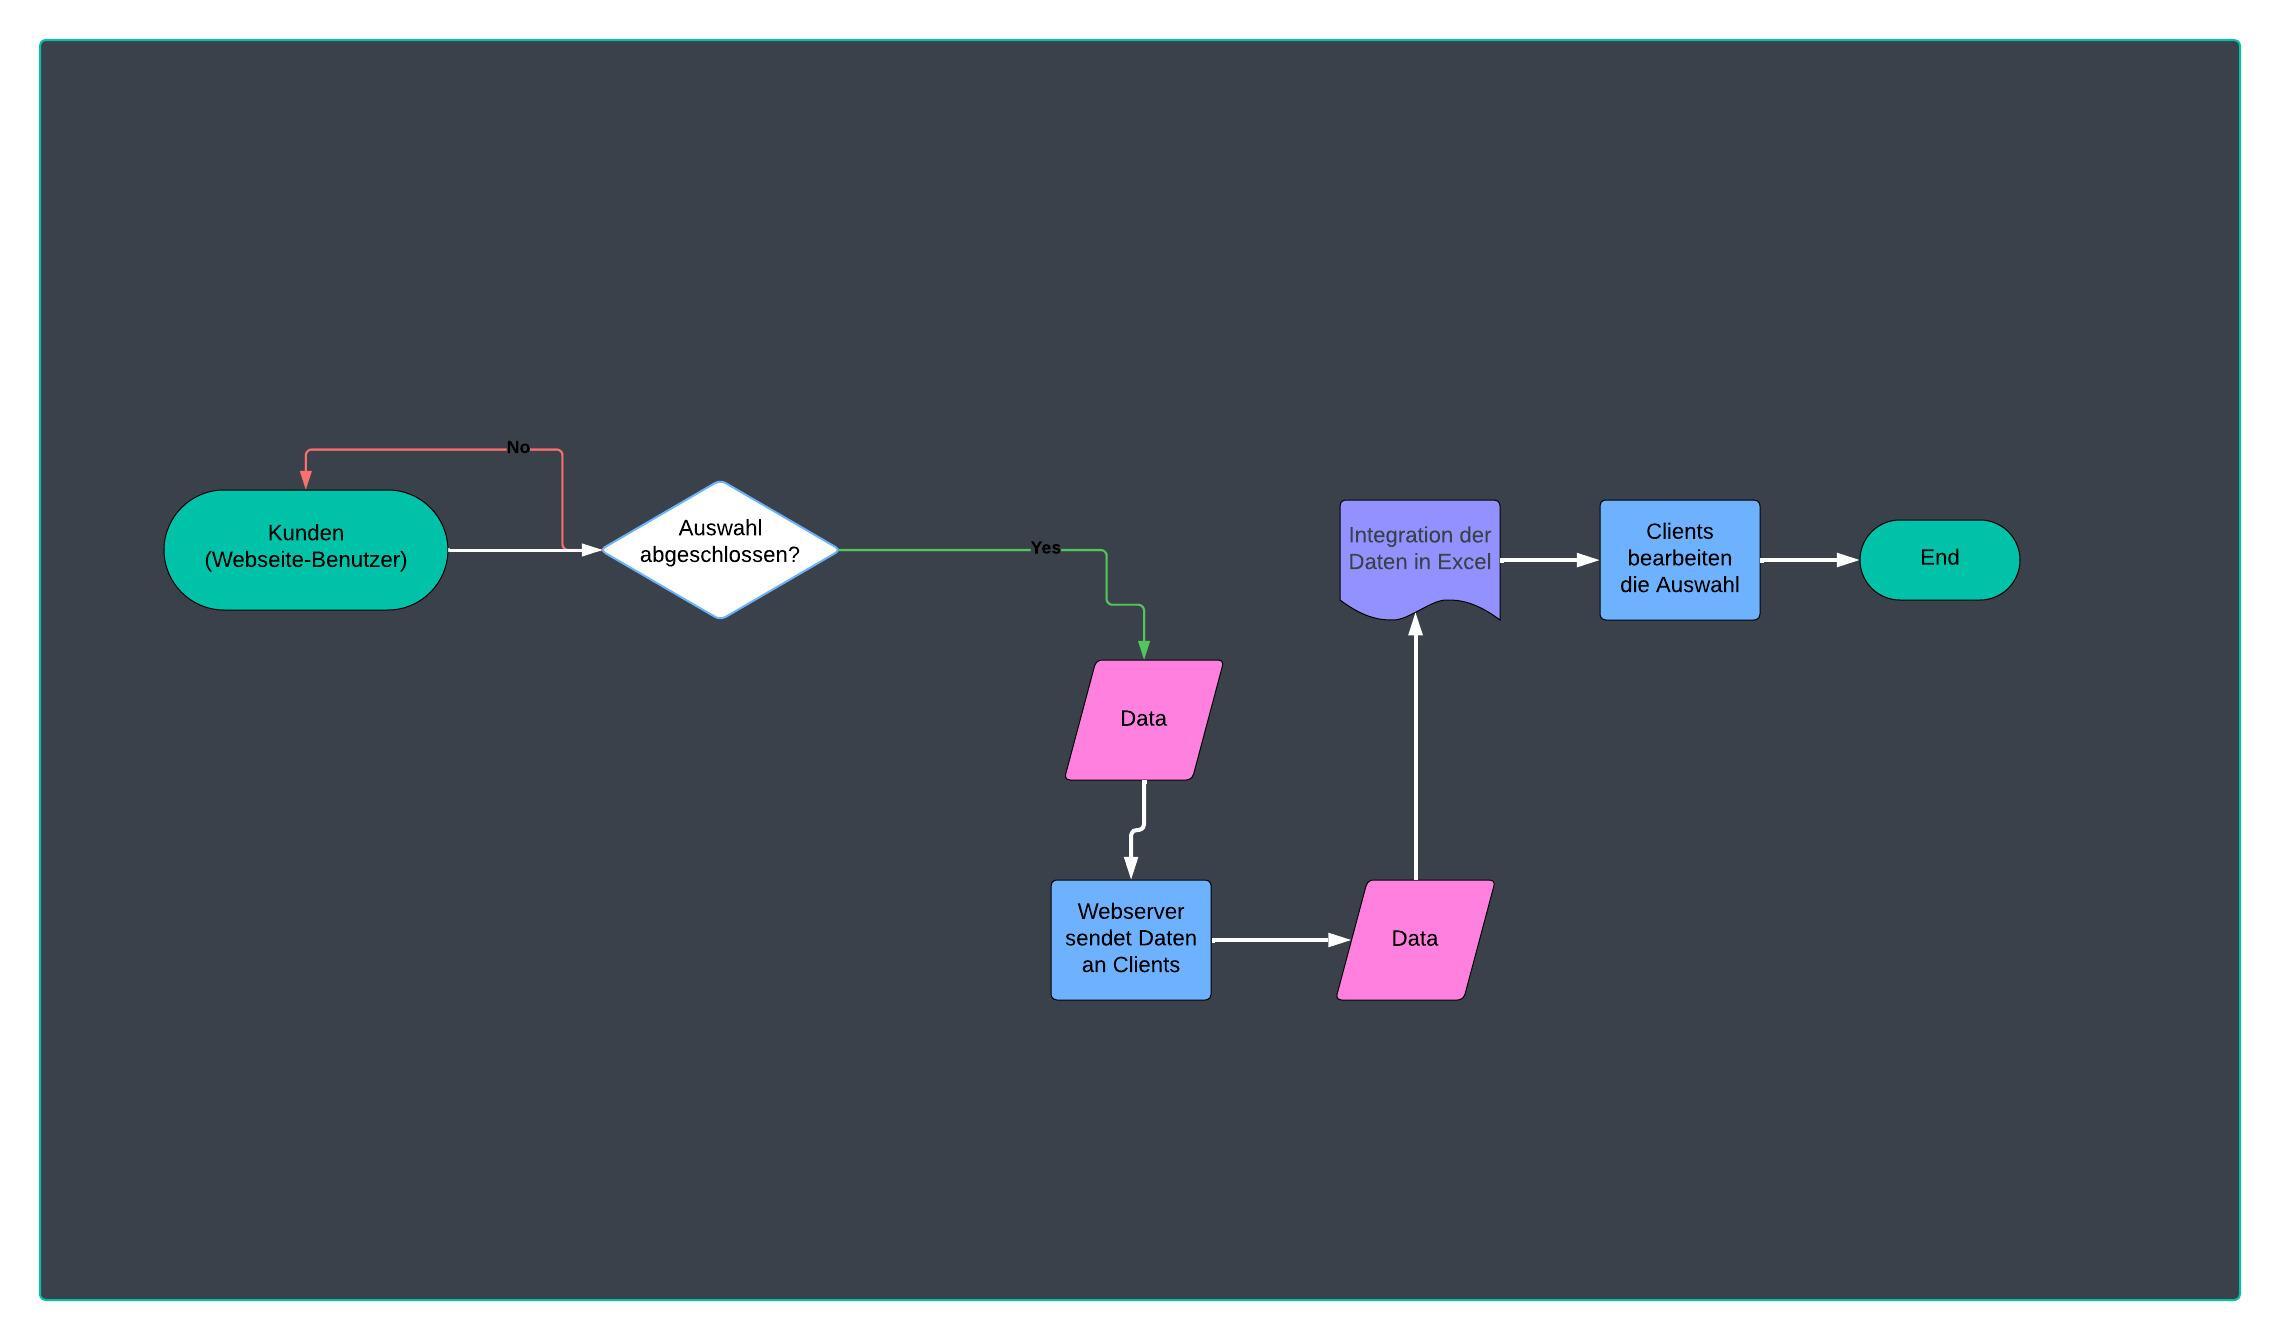 No
Kunden
(Webseite-Benutzer)
Auswahl
abgeschlossen?
Yes
Data
Webserver
sendet Daten
an Clients
Data
Integration der
Daten in Excel
Clients
bearbeiten
die Auswahl
End